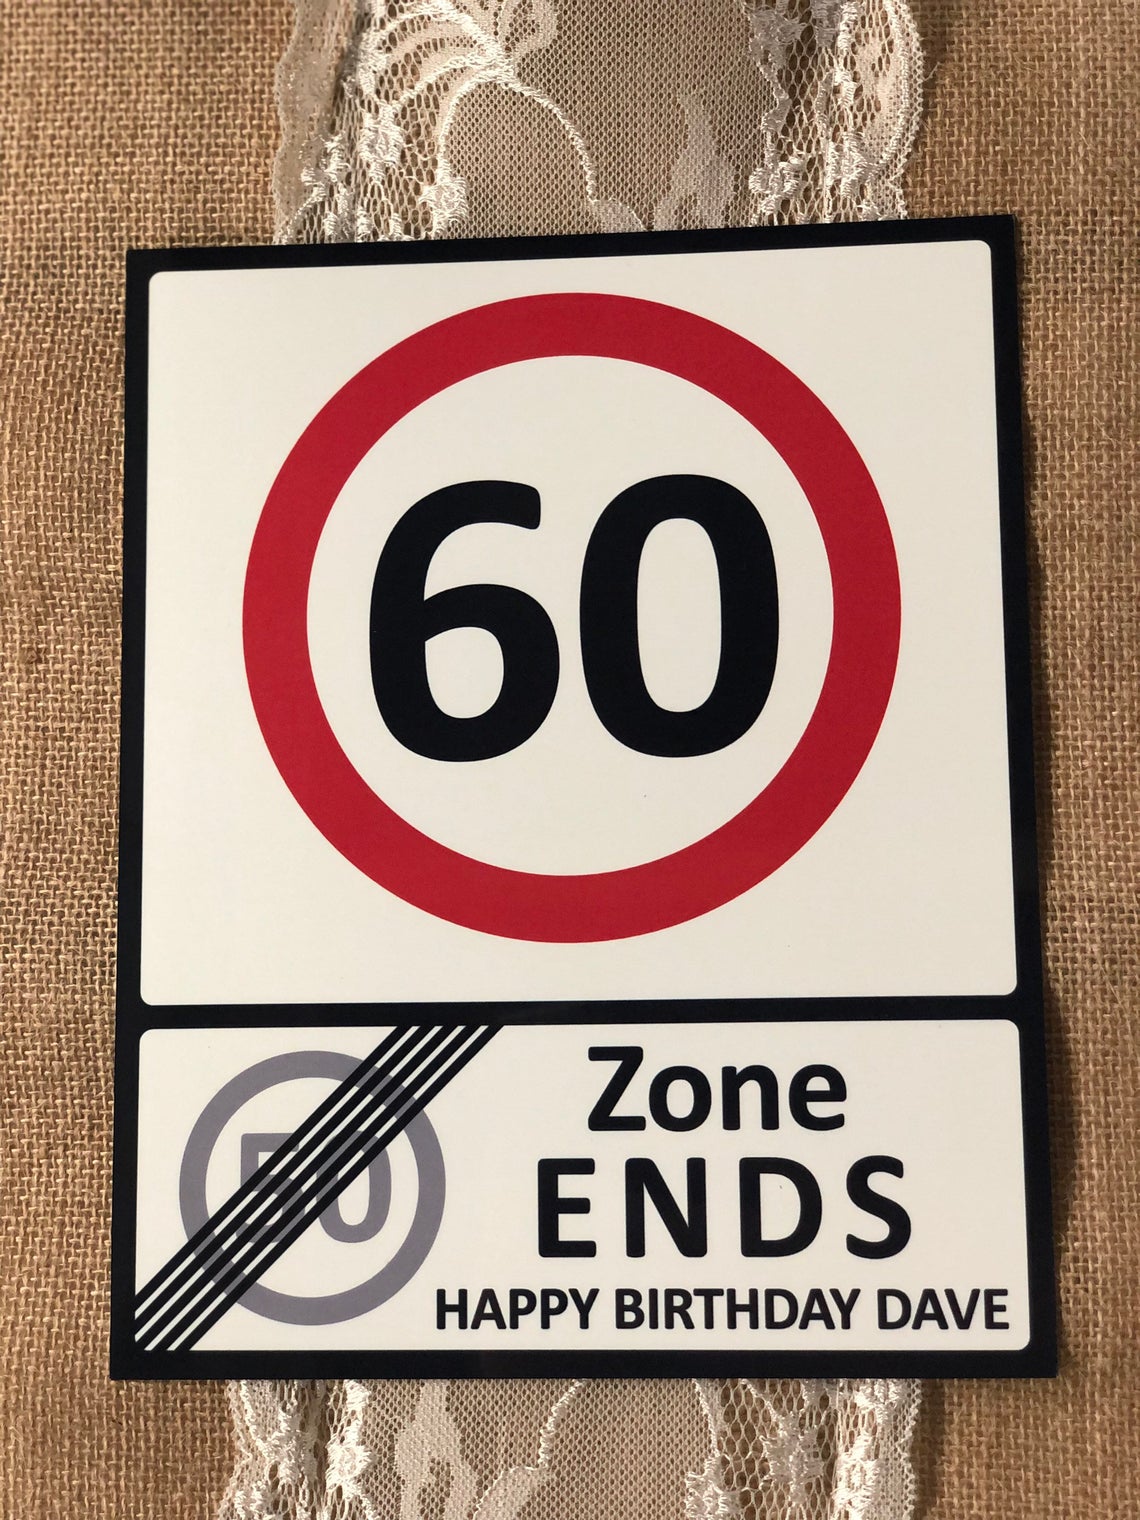 60
50
Zone
ENDS
HAPPY BIRTHDAY DAVE